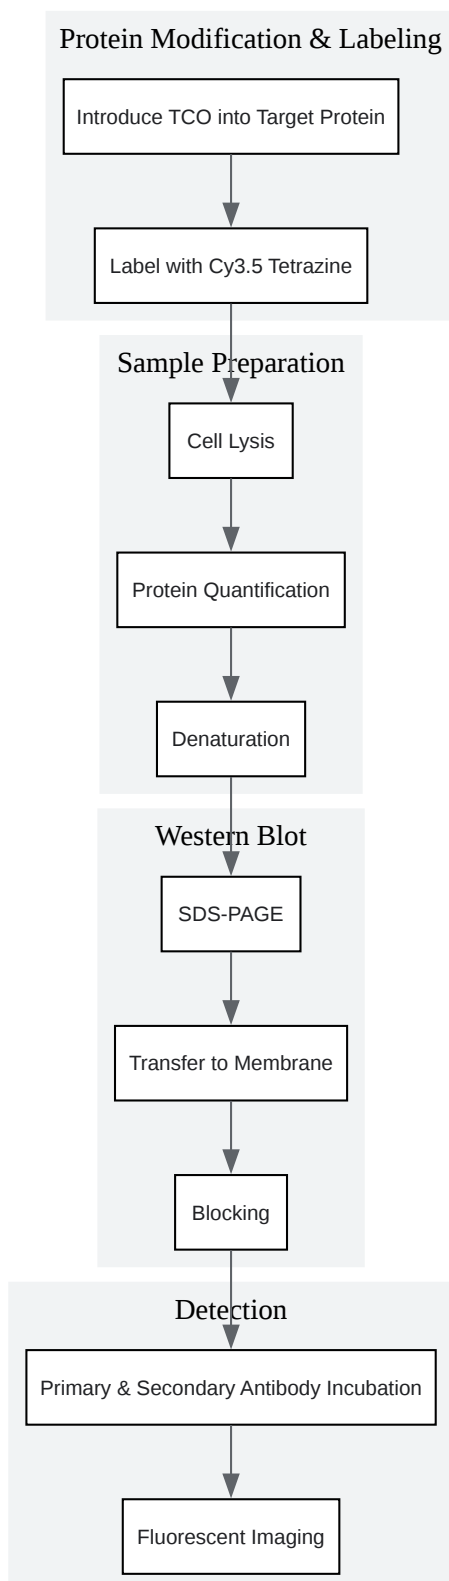 Protein Modification & Labeling
Introduce TCO into Target Protein
Label with Cy3.5 Tetrazine
Sample Preparation
Cell Lysis
Protein Quantification
Denaturation
Western Blot
SDS-PAGE
Transfer to Membrane
Blocking
Detection
Primary & Secondary Antibody Incubation
Fluorescent Imaging